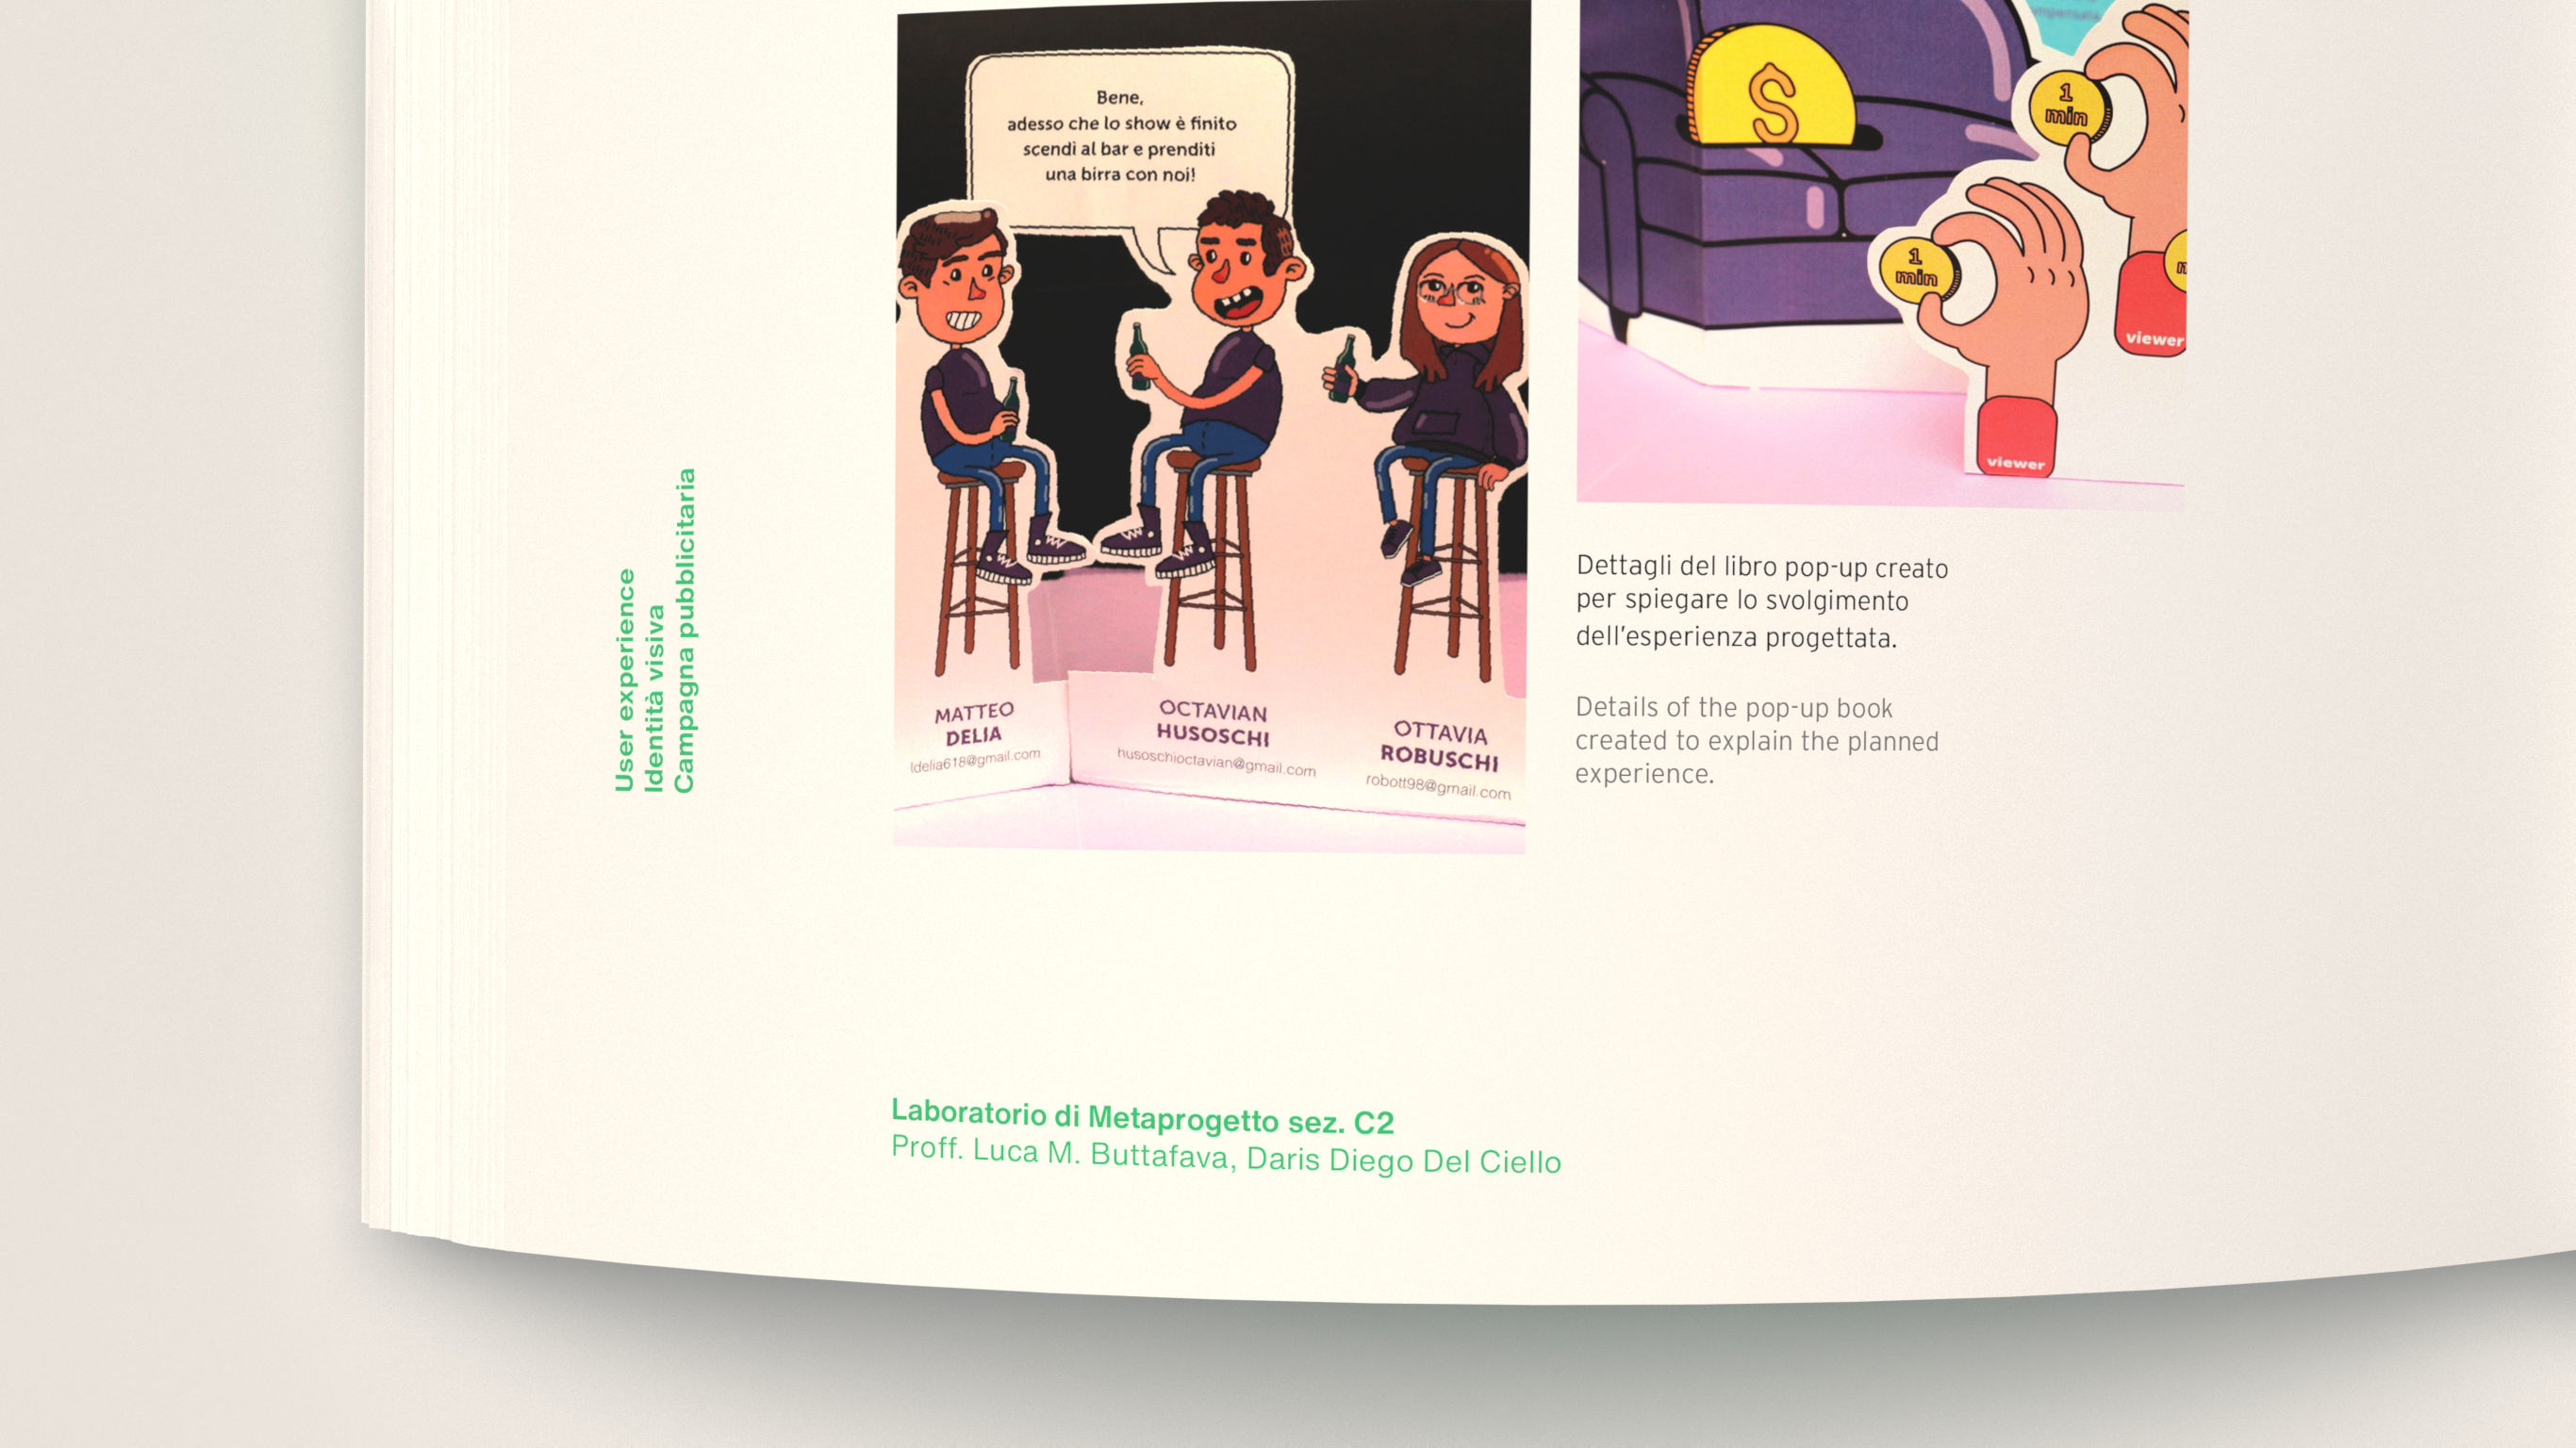 User experience
Identità visiva
Campagna pubblicitaria
Bene,
adesso che lo show è finito
scendi al bar e prenditi
una birra con noi!
MATTEO
DELIA
ldelia618@gmail.com
OCTAVIAN
HUSOSCHI
husoschioctavian@gmail.com
OTTAVIA
ROBUSCHI
robott98@gmail.com
$
1
min
1
min
viewer
viewer
Dettagli del libro pop-up creato
per spiegare lo svolgimento
dell'esperienza progettata.
Details of the pop-up book
created to explain the planned
experience.
Laboratorio di Metaprogetto sez. C2
Proff. Luca M. Buttafava, Daris Diego Del Ciello